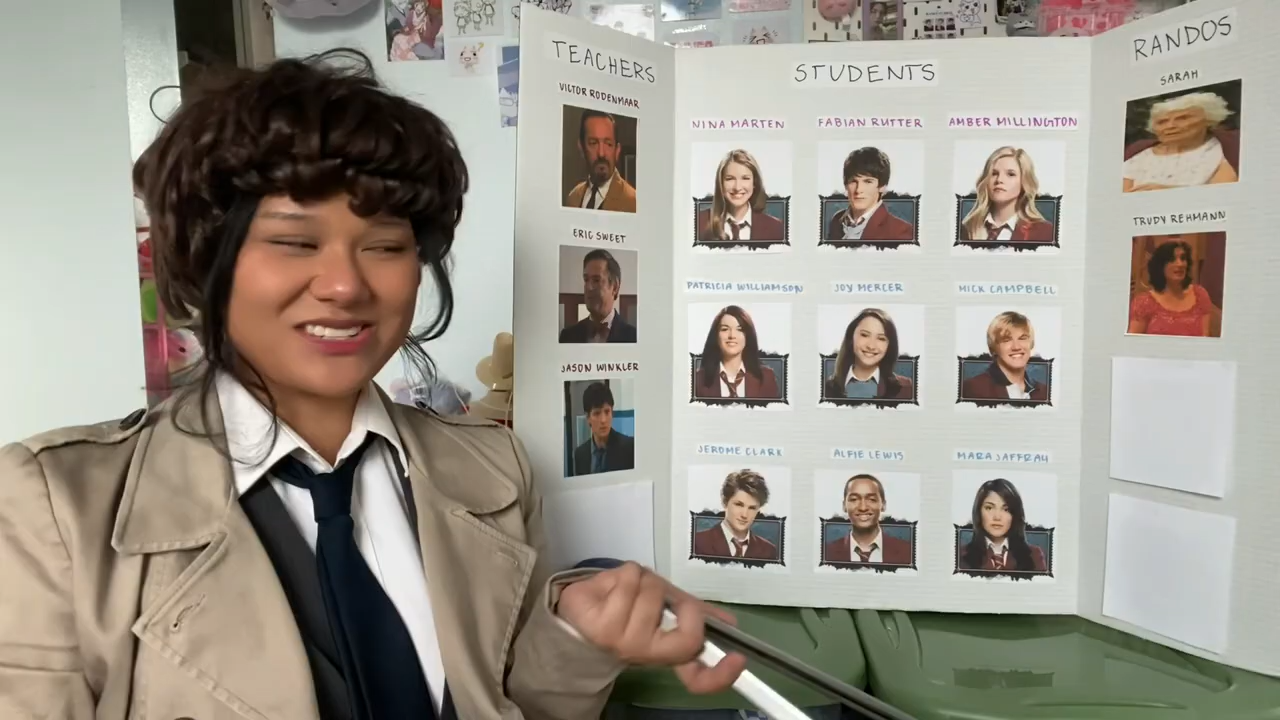 TEACHERS
VICTOR RODENMAAR
ERIC SWEET
JASON WINKLER
STUDENTS
NINA MARTEN
FABIAN RUTTER
AMBER MILLINGTON
PATRICIA WILLIAMSON
JOY MERCER
MICK CAMPBELL
JEROME CLARK
ALFIE LEWIS
MARA JAFFRAY
RANDOS
SARAH
TRUDY REHMANN